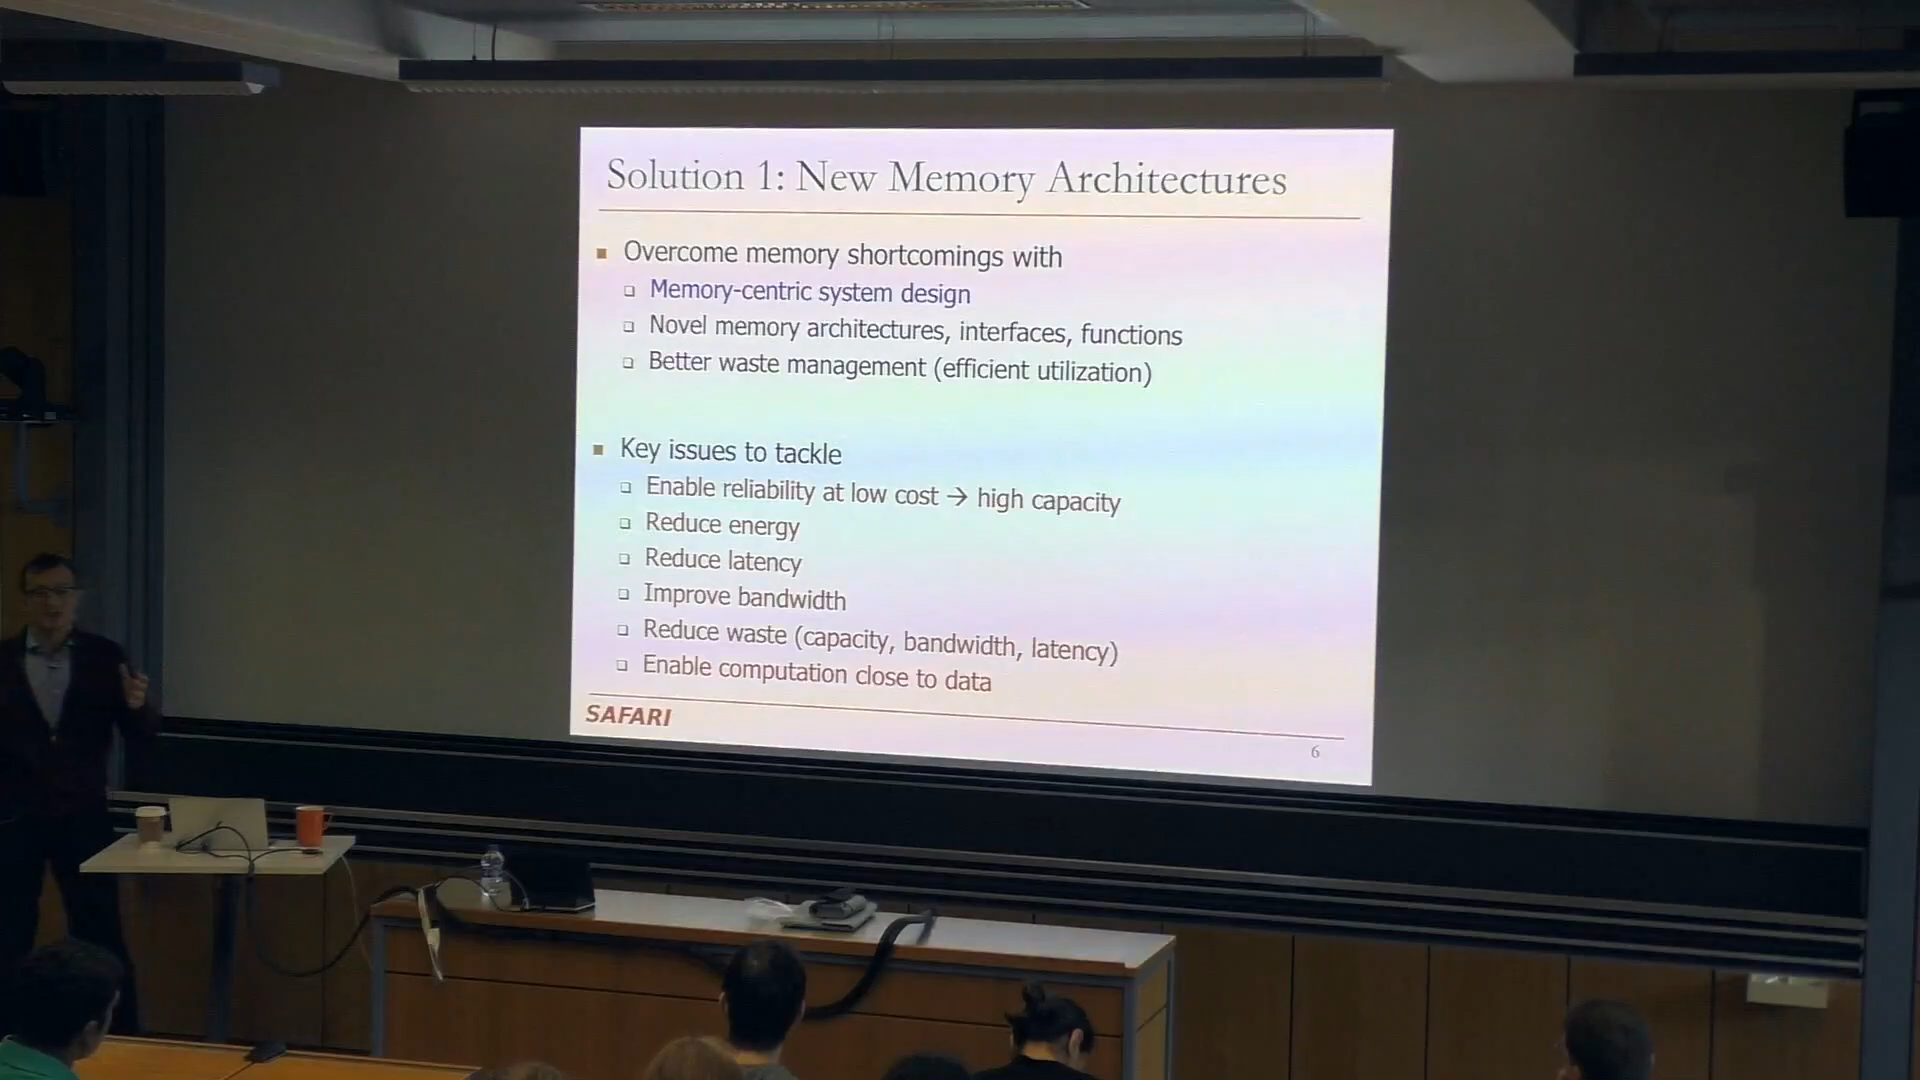 Solution 1: New Memory Architectures
Overcome memory shortcomings with
Memory-centric system design
Novel memory architectures, interfaces, functions
Better waste management (efficient utilization)
Key issues to tackle
Enable reliability at low cost → high capacity
Reduce energy
Reduce latency
Improve bandwidth
Reduce waste (capacity, bandwidth, latency)
Enable computation close to data
SAFARI
6